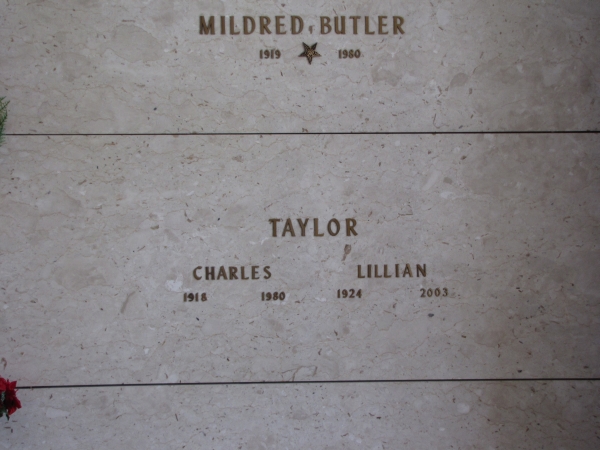 MILDRED BUTLER
1919 1980
TAYLOR
CHARLES LILLIAN
1918 1980 1924 2003